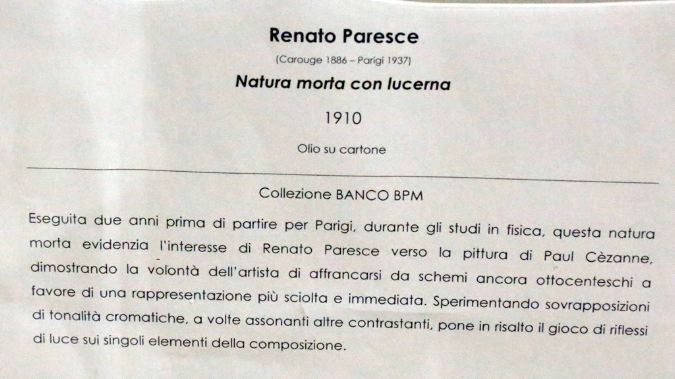 Renato Paresce
(Carouge 1886 – Parigi 1937)
Natura morta con lucerna
1910
Olio su cartone
Collezione BANCO BPM
Eseguita due anni prima di partire per Parigi, durante gli studi in fisica, questa natura
morta evidenzia l'interesse di Renato Paresce verso la pittura di Paul Cèzanne,
dimostrando la volontà dell'artista di affrancarsi da schemi ancora ottocenteschi a
favore di una rappresentazione più sciolta e immediata. Sperimentando sovrapposizioni
di tonalità cromatiche, a volte assonanti altre contrastanti, pone in risalto il gioco di riflessi
di luce sui singoli elementi della composizione.